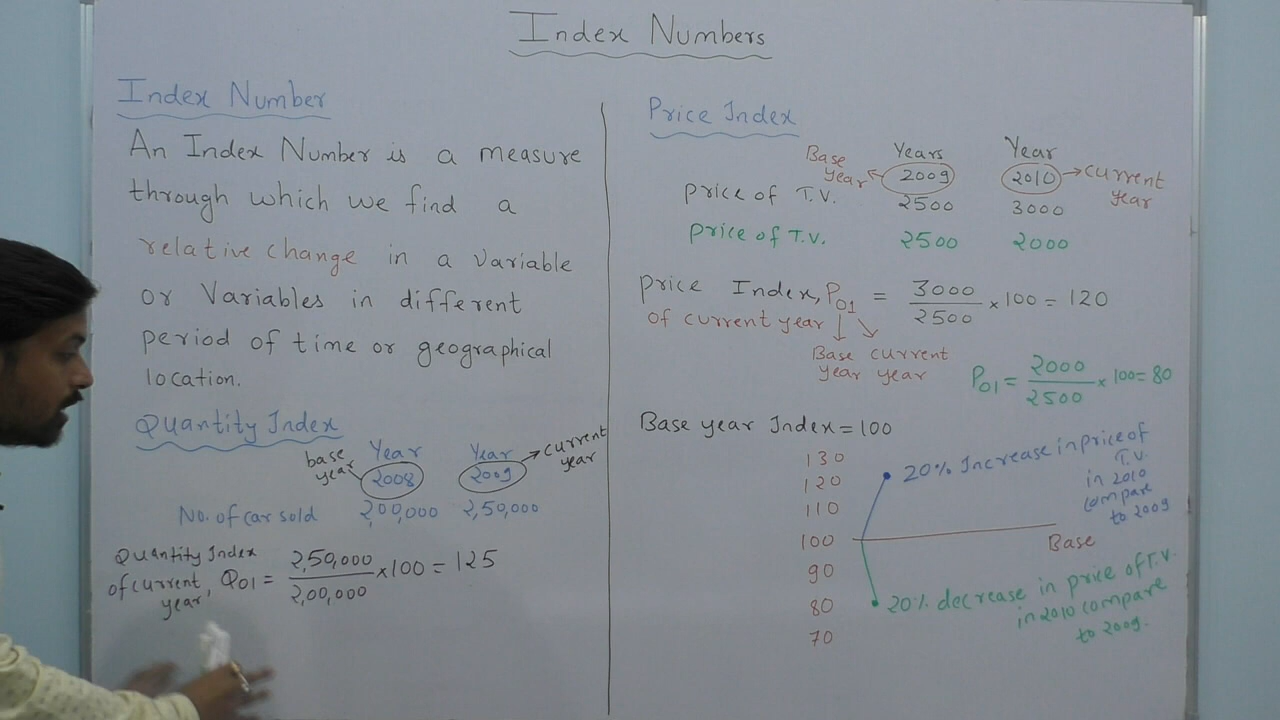 Index Numbers
Index Number
An Index Number is a measure
through which we find a
relative change in a Variable
or Variables in different
period of time or geographical
location.
Quantity Index
base year
Year Year
2008 2009
current year
No. of car sold 200,000 2,50,000
Quantity Index
of current year, Q01 = 2,50,000 / 2,00,000 × 100 = 125
Price Index
Base Year
Years Year
2009 2010
current year
price of T.V. 2500 3000
price of T.V. 2500 2000
price Index, P01 = 3000 / 2500 × 100 = 120
of current year
Base year current year
P01 = 2000 / 2500 × 100 = 80
Base year Index = 100
130
120
110
100
90
80
70
20% Increase in price of
T.V.
in 2010
compare
to 2009
Base
20% decrease in price of T.V.
in 2010 compare
to 2009.